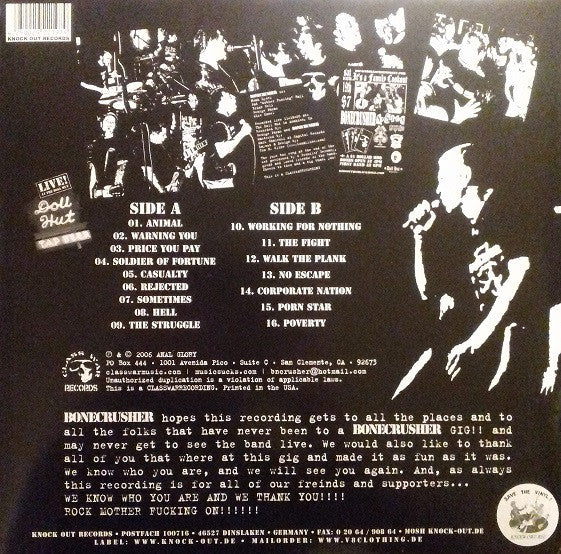 KNOCK OUT RECORDS
It's a Family Cookout
97
BONECRUSHER
LIVE!
Doll
Hut
SIDE A
01. ANIMAL
02. WARNING YOU
03. PRICE YOU PAY
04. SOLDIER OF FORTUNE
05. CASUALTY
06. REJECTED
07. SOMETIMES
08. HELL
09. THE STRUGGLE
SIDE B
10. WORKING FOR NOTHING
11. THE FIGHT
12. WALK THE PLANK
13. NO ESCAPE
14. CORPORATE NATION
15. PORN STAR
16. POVERTY
CLASS WAR
RECORDS
℗ & © 2006 ANAL GLORY
PO Box 444 · 1001 Avenida Pico · Suite C · San Clemente, CA · 92673
classwarmusic.com | musicsucks.com | bncrusher@hotmail.com
Unauthorized duplication is a violation of applicable laws.
This is a CLASSWARRECORDING. Printed in the USA.
BONECRUSHER hopes this recording gets to all the places and to
all the folks that have never been to a BONECRUSHER GIG!! and
may never get to see the band live. We would also like to thank
all of you that where at this gig and made it as fun as it was.
We know who you are, and we will see you again. And, as always
this recording is for all of our freinds and supporters...
WE KNOW WHO YOU ARE AND WE THANK YOU!!!!
ROCK MOTHER FUCKING ON!!!!!!
SAVE THE VINYL!
KNOCK OUT RECORDS • POSTFACH 100716 • 46527 DINSLAKEN • GERMANY • FAX: 0 20 64 / 908 64 • MOSH KNOCK-OUT.DE
LABEL: WWW.KNOCK-OUT.DE • MAILORDER: WWW.V8CLOTHING.DE